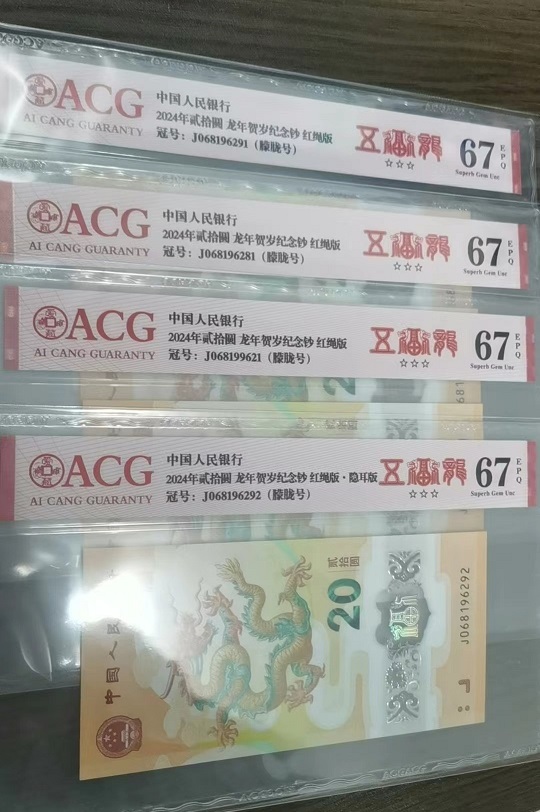 ACG
AI CANG GUARANTY
中国人民银行
2024年贰拾圆 龙年贺岁纪念钞 红绳版
冠号：J068196291（朦胧号）
五福龍
☆☆☆
67
EPQ
Superb Gem Unc
ACG
AI CANG GUARANTY
中国人民银行
2024年贰拾圆 龙年贺岁纪念钞 红绳版
冠号：J068196281（朦胧号）
五福龍
☆☆☆
67
EPQ
Superb Gem Unc
ACG
AI CANG GUARANTY
中国人民银行
2024年贰拾圆 龙年贺岁纪念钞 红绳版
冠号：J068199621（朦胧号）
五福龍
☆☆☆
67
EPQ
Superb Gem Unc
ACG
AI CANG GUARANTY
中国人民银行
2024年贰拾圆 龙年贺岁纪念钞 红绳版·隐耳版
冠号：J068196292（朦胧号）
五福龍
☆☆☆
67
EPQ
Superb Gem Unc
中国人民
20
贰拾圆
福
J068196292